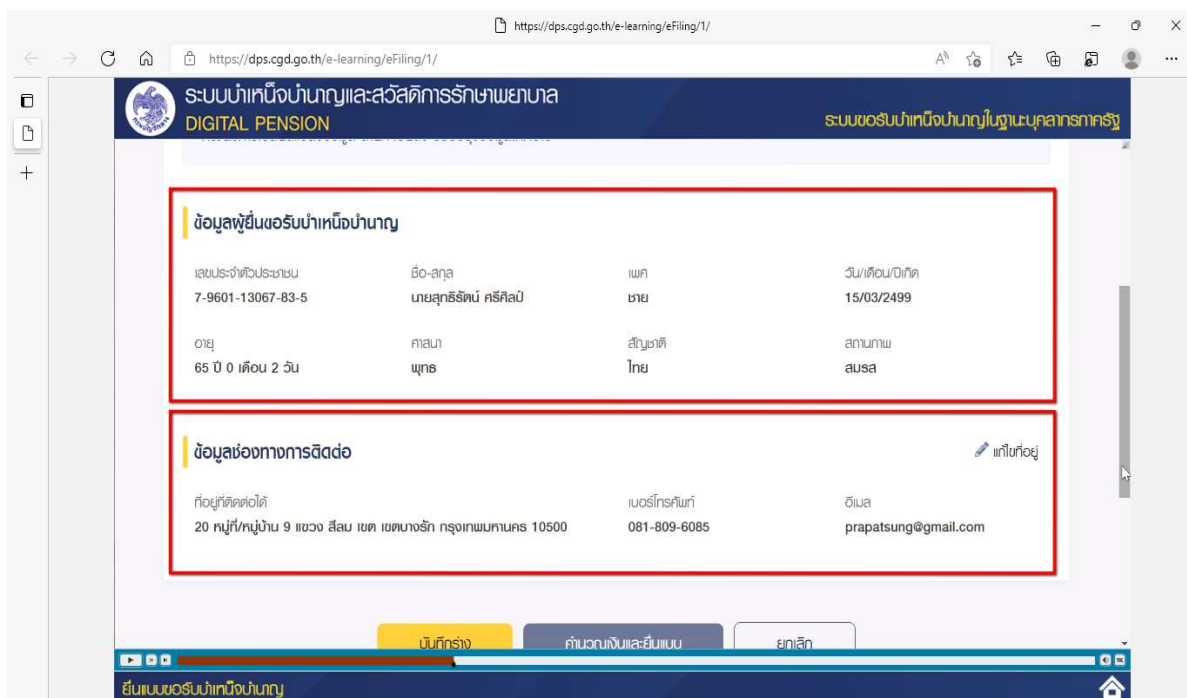 https://dps.cgd.go.th/e-learning/eFiling/1/
https://dps.cgd.go.th/e-learning/eFiling/1/
ระบบบำเหน็จบำนาญและสวัสดิการรักษาพยาบาล
DIGITAL PENSION
ระบบขอรับบำเหน็จบำนาญในฐานะบุคลากรภาครัฐ
ข้อมูลผู้ยื่นขอรับบำเหน็จบำนาญ
เลขประจำตัวประชาชน ชื่อ-สกุล เพศ วัน/เดือน/ปีเกิด
7-9601-13067-83-5 นายสุทธิรัตน์ ศรีศิลป์ ชาย 15/03/2499
อายุ ศาสนา สัญชาติ สถานภาพ
65 ปี 0 เดือน 2 วัน พุทธ ไทย สมรส
ข้อมูลช่องทางการติดต่อ แก้ไขที่อยู่
ที่อยู่ที่ติดต่อได้ เบอร์โทรศัพท์ อีเมล
20 หมู่ที่/หมู่บ้าน 9 แขวง สีลม เขต เขตบางรัก กรุงเทพมหานคร 10500 081-809-6085 prapatsung@gmail.com
บันทึกร่าง คำนวณเงินและยื่นแบบ ยกเลิก
ยื่นแบบขอรับบำเหน็จบำนาญ